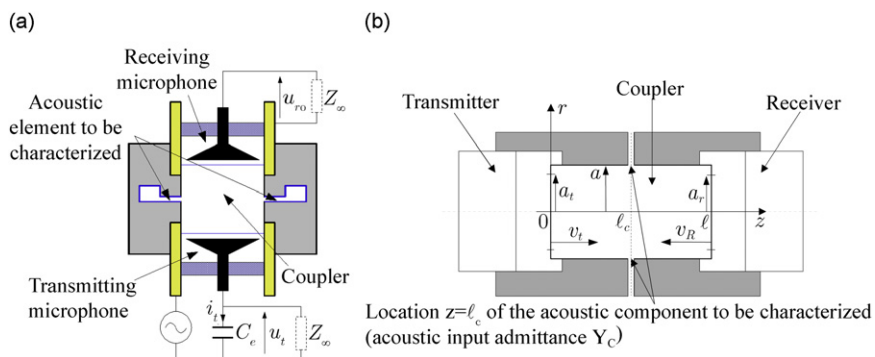 (a)
Receiving
microphone
Acoustic
element to be
characterized
u_ro
Z_∞
Transmitting
microphone
Coupler
i_t
C_e
u_t
Z_∞
(b)
Transmitter
Coupler
Receiver
r
a_t
a
a_r
0
ℓ_c
ℓ
z
v_t
v_R
Location z=ℓ_c of the acoustic component to be characterized
(acoustic input admittance Y_C)